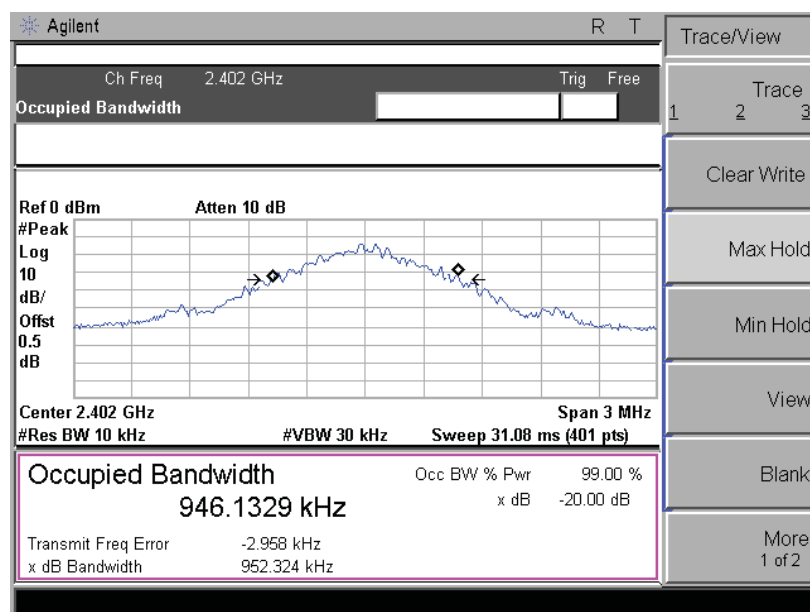 Agilent R T
Trace/View
Ch Freq 2.402 GHz Trig Free
Occupied Bandwidth
Trace
1 2 3
Clear Write
Ref 0 dBm Atten 10 dB
#Peak
Log
10
dB/
Offst
0.5
dB
Max Hold
Min Hold
Center 2.402 GHz Span 3 MHz
#Res BW 10 kHz #VBW 30 kHz Sweep 31.08 ms (401 pts)
View
Occupied Bandwidth Occ BW % Pwr 99.00 %
946.1329 kHz x dB -20.00 dB
Transmit Freq Error -2.958 kHz
x dB Bandwidth 952.324 kHz
Blank
More
1 of 2